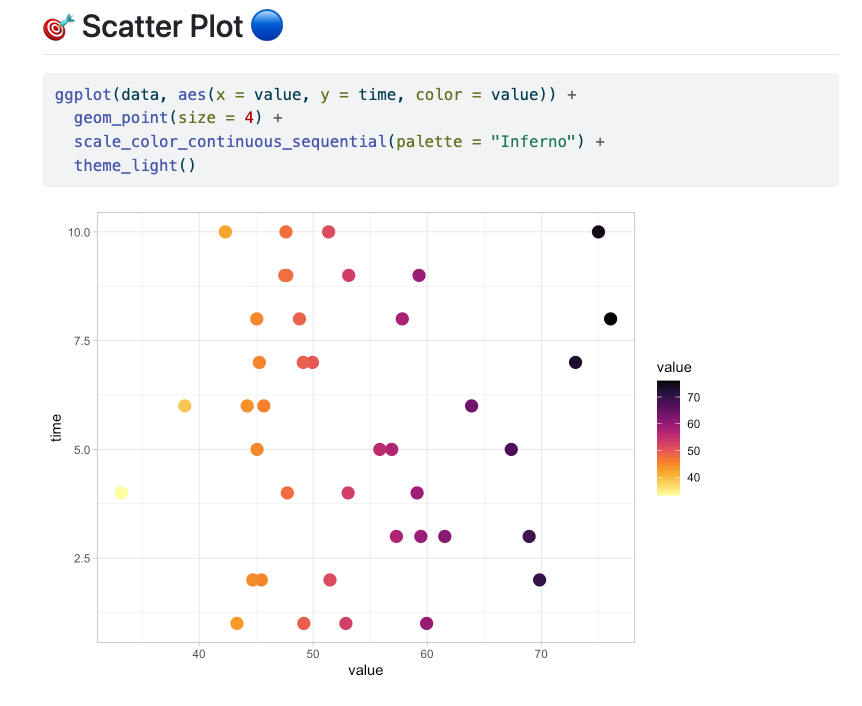 🎯 Scatter Plot 🔵
ggplot(data, aes(x = value, y = time, color = value)) +
  geom_point(size = 4) +
  scale_color_continuous_sequential(palette = "Inferno") +
  theme_light()
10.0
7.5
5.0
2.5
time
40
50
60
70
value
value
70
60
50
40